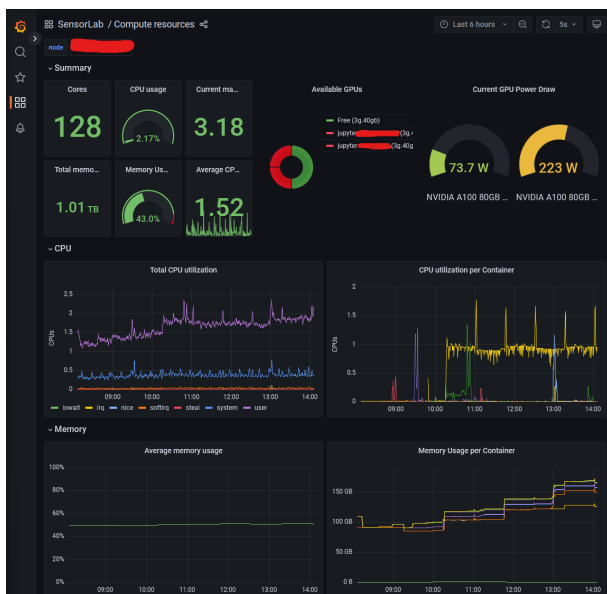 SensorLab / Compute resources
Last 6 hours
5s
node
Summary
Cores
CPU usage
Current ma...
Available GPUs
Current GPU Power Draw
128
2.17%
3.18
Free (3g.40gb)
jupyter
(3g.4
jupyter
(3g.40g
73.7 W
223 W
NVIDIA A100 80GB ...
NVIDIA A100 80GB ...
Total memo...
Memory Us...
Average CP...
1.01 TB
43.0%
1.52
CPU
Total CPU utilization
CPU utilization per Container
CPUs
2.5
2
1.5
1
0.5
0
09:00 10:00 11:00 12:00 13:00 14:00
iowait irq nice softirq steal system user
CPUs
2
1.5
1
0.5
0
09:00 10:00 11:00 12:00 13:00 14:00
Memory
Average memory usage
Memory Usage per Container
100%
80%
60%
40%
20%
0%
09:00 10:00 11:00 12:00 13:00 14:00
150 GB
100 GB
50 GB
0 B
09:00 10:00 11:00 12:00 13:00 14:00